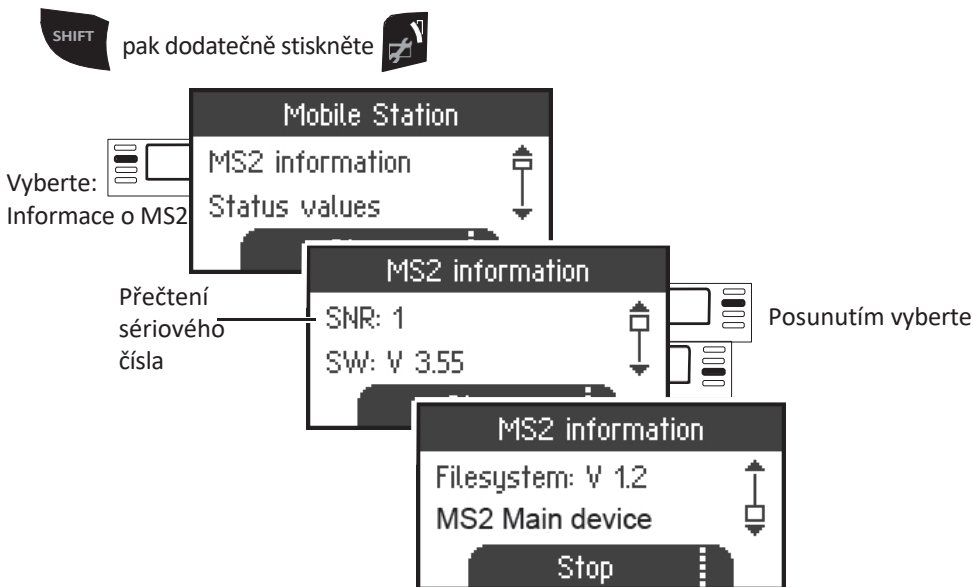 SHIFT
pak dodatečně stiskněte
Mobile Station
MS2 information
Status values
Vyberte:
Informace o MS2
MS2 information
SNR: 1
SW: V 3.55
Přečtení
sériového
čísla
Posunutím vyberte
MS2 information
Filesystem: V 1.2
MS2 Main device
Stop